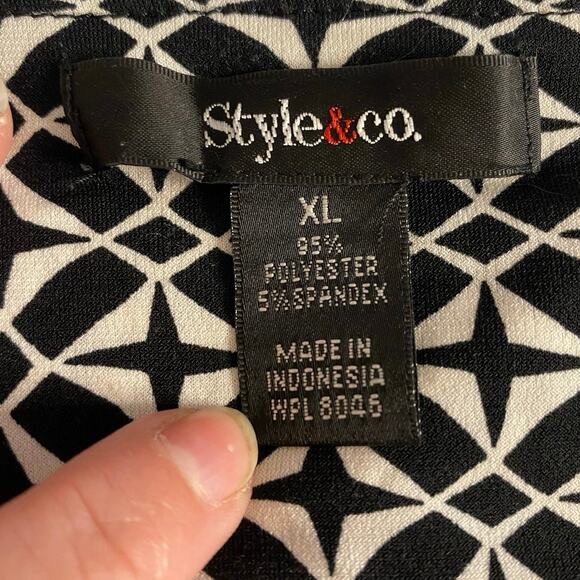 Style&co.
XL
95%
POLYESTER
5% SPANDEX
MADE IN
INDONESIA
WPL 8046